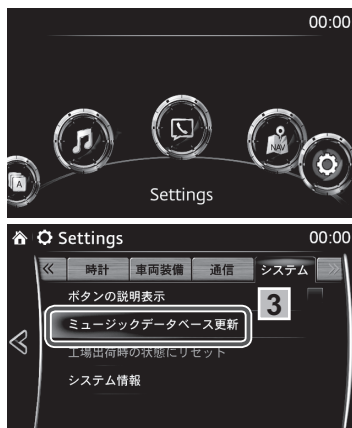 00:00
A
NAV
Settings
Settings 00:00
時計 車両装備 通信 システム
ボタンの説明表示
3
ミュージックデータベース更新
工場出荷時の状態にリセット
システム情報